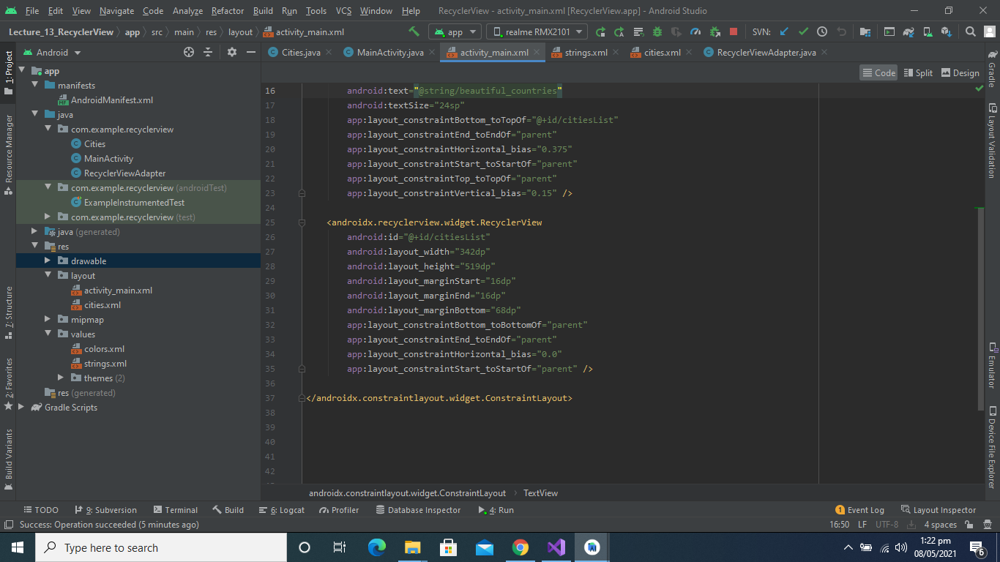 File Edit View Navigate Code Analyze Refactor Build Run Tools VCS Window Help RecyclerView - activity_main.xml [RecyclerView.app] - Android Studio
Lecture_13_RecyclerView app src main res layout activity_main.xml app realme RMX2101 SVN:
Android Cities.java MainActivity.java activity_main.xml strings.xml cities.xml RecyclerViewAdapter.java
Code Split Design
1: Project
Resource Manager
7: Structure
2: Favorites
Build Variants
app
manifests
AndroidManifest.xml
java
com.example.recyclerview
Cities
MainActivity
RecyclerViewAdapter
com.example.recyclerview (androidTest)
ExampleInstrumentedTest
com.example.recyclerview (test)
java (generated)
res
drawable
layout
activity_main.xml
cities.xml
mipmap
values
colors.xml
strings.xml
themes (2)
res (generated)
Gradle Scripts
16 android:text="@string/beautiful_countries"
17 android:textSize="24sp"
18 app:layout_constraintBottom_toTopOf="@+id/citiesList"
19 app:layout_constraintEnd_toEndOf="parent"
20 app:layout_constraintHorizontal_bias="0.375"
21 app:layout_constraintStart_toStartOf="parent"
22 app:layout_constraintTop_toTopOf="parent"
23 app:layout_constraintVertical_bias="0.15" />
24
25 <androidx.recyclerview.widget.RecyclerView
26 android:id="@+id/citiesList"
27 android:layout_width="342dp"
28 android:layout_height="519dp"
29 android:layout_marginStart="16dp"
30 android:layout_marginEnd="16dp"
31 android:layout_marginBottom="68dp"
32 app:layout_constraintBottom_toBottomOf="parent"
33 app:layout_constraintEnd_toEndOf="parent"
34 app:layout_constraintHorizontal_bias="0.0"
35 app:layout_constraintStart_toStartOf="parent" />
36
37 </androidx.constraintlayout.widget.ConstraintLayout>
38
39
40
41
42
androidx.constraintlayout.widget.ConstraintLayout TextView
Gradle
Layout Validation
Emulator
Device File Explorer
TODO 9: Subversion Terminal Build 6: Logcat Profiler Database Inspector 4: Run 1 Event Log Layout Inspector
Success: Operation succeeded (5 minutes ago) 16:50 LF UTF-8 4 spaces
Type here to search
1:22 pm
08/05/2021
6